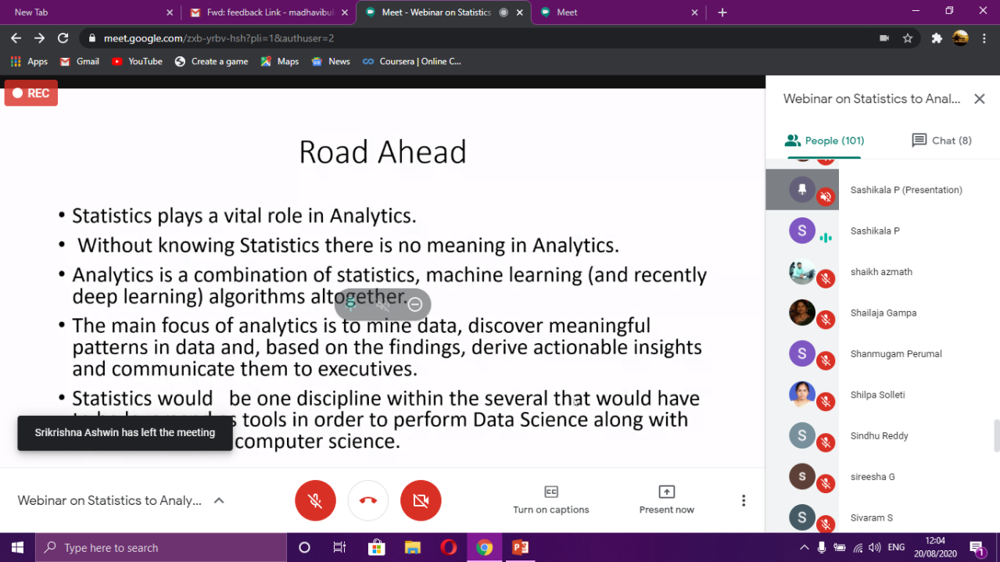 New Tab
Fwd: feedback Link - madhavibul
Meet - Webinar on Statistics
Meet
meet.google.com/zxb-yrbv-hsh?pli=1&authuser=2
Apps
Gmail
YouTube
Create a game
Maps
News
Coursera | Online C...
REC
Road Ahead
• Statistics plays a vital role in Analytics.
• Without knowing Statistics there is no meaning in Analytics.
• Analytics is a combination of statistics, machine learning (and recently
deep learning) algorithms altogether.
• The main focus of analytics is to mine data, discover meaningful
patterns in data and, based on the findings, derive actionable insights
and communicate them to executives.
• Statistics would be one discipline within the several that would have
tools in order to perform Data Science along with
computer science.
Srikrishna Ashwin has left the meeting
Webinar on Statistics to Analy...
Turn on captions
Present now
Webinar on Statistics to Anal...
People (101)
Chat (8)
Sashikala P (Presentation)
S
Sashikala P
shaikh azmath
Shailaja Gampa
S
Shanmugam Perumal
Shilpa Solleti
S
Sindhu Reddy
s
sireesha G
S
Sivaram S
Type here to search
ENG
12:04
20/08/2020
1